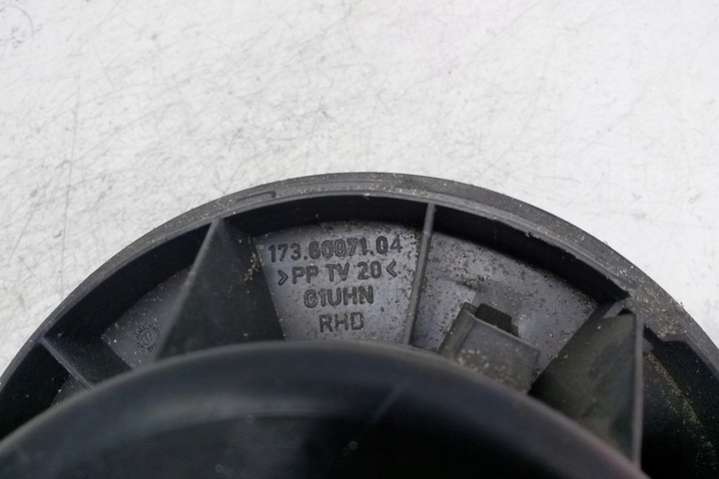 173.60071.04
>PP TV 20<
G1UHN
RHD